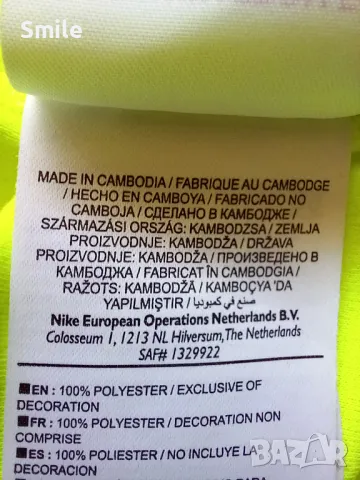 Smile
MADE IN CAMBODIA / FABRIQUE AU CAMBODGE
/ HECHO EN CAMBOYA / FABRICADO NO
CAMBOJA / СДЕЛАНО В КАМБОДЖЕ /
SZÁRMAZÁSI ORSZÁG: KAMBODZSA / ZEMLJA
PROIZVODNJE: KAMBODŽA / DRŽAVA
PROIZVODNJE: KAMBODŽA / ПРОИЗВЕДЕНО В
КАМБОДЖА / FABRICAT ÎN CAMBODGIA /
RAŽOTS: KAMBODŽĀ / KAMBOÇYA'DA
YAPILMIŞTIR / صنع في كمبوديا
Nike European Operations Netherlands B.V.
Colosseum 1, 1213 NL Hilversum, The Netherlands
SAF# 1329922
EN : 100% POLYESTER / EXCLUSIVE OF
DECORATION
FR : 100% POLYESTER / DECORATION NON
COMPRISE
ES : 100% POLIESTER / NO INCLUYE LA
DECORACION
BAZAR